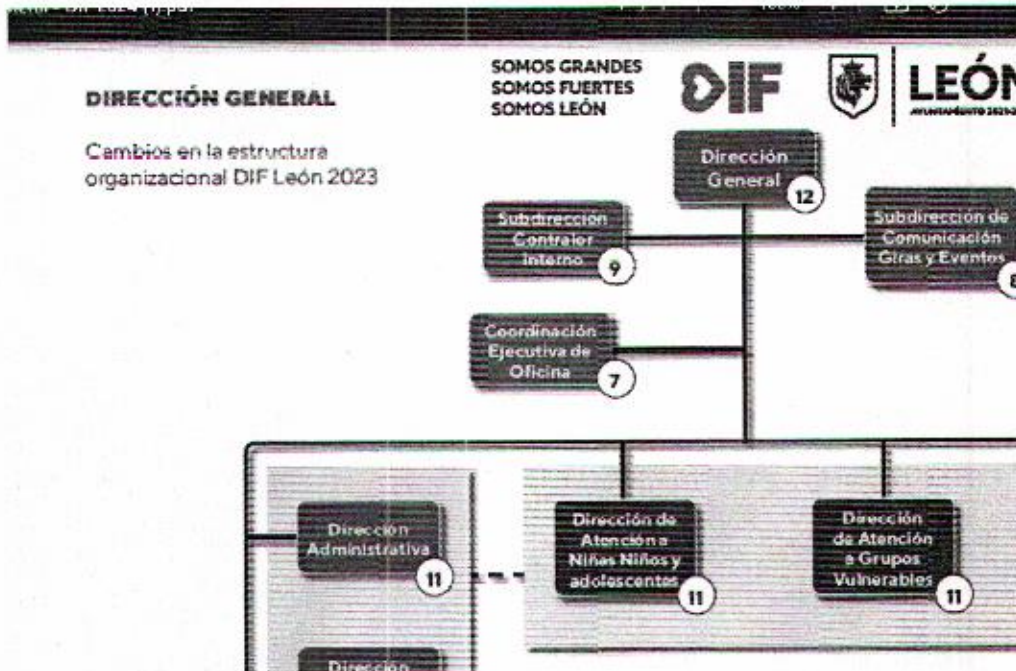 DIRECCIÓN GENERAL
Cambios en la estructura
organizacional DIF León 2023
SOMOS GRANDES
SOMOS FUERTES
SOMOS LEÓN
DIF
LEÓN
AYUNTAMIENTO
Dirección
General
12
Subdirección
Contralor
Interno
9
Subdirección de
Comunicación
Giras y Eventos
8
Coordinación
Ejecutiva de
Oficina
7
Dirección
Administrativa
11
Dirección de
Atención a
Niñas Niños y
adolescentes
11
Dirección
de Atención
a Grupos
Vulnerables
11
Dirección